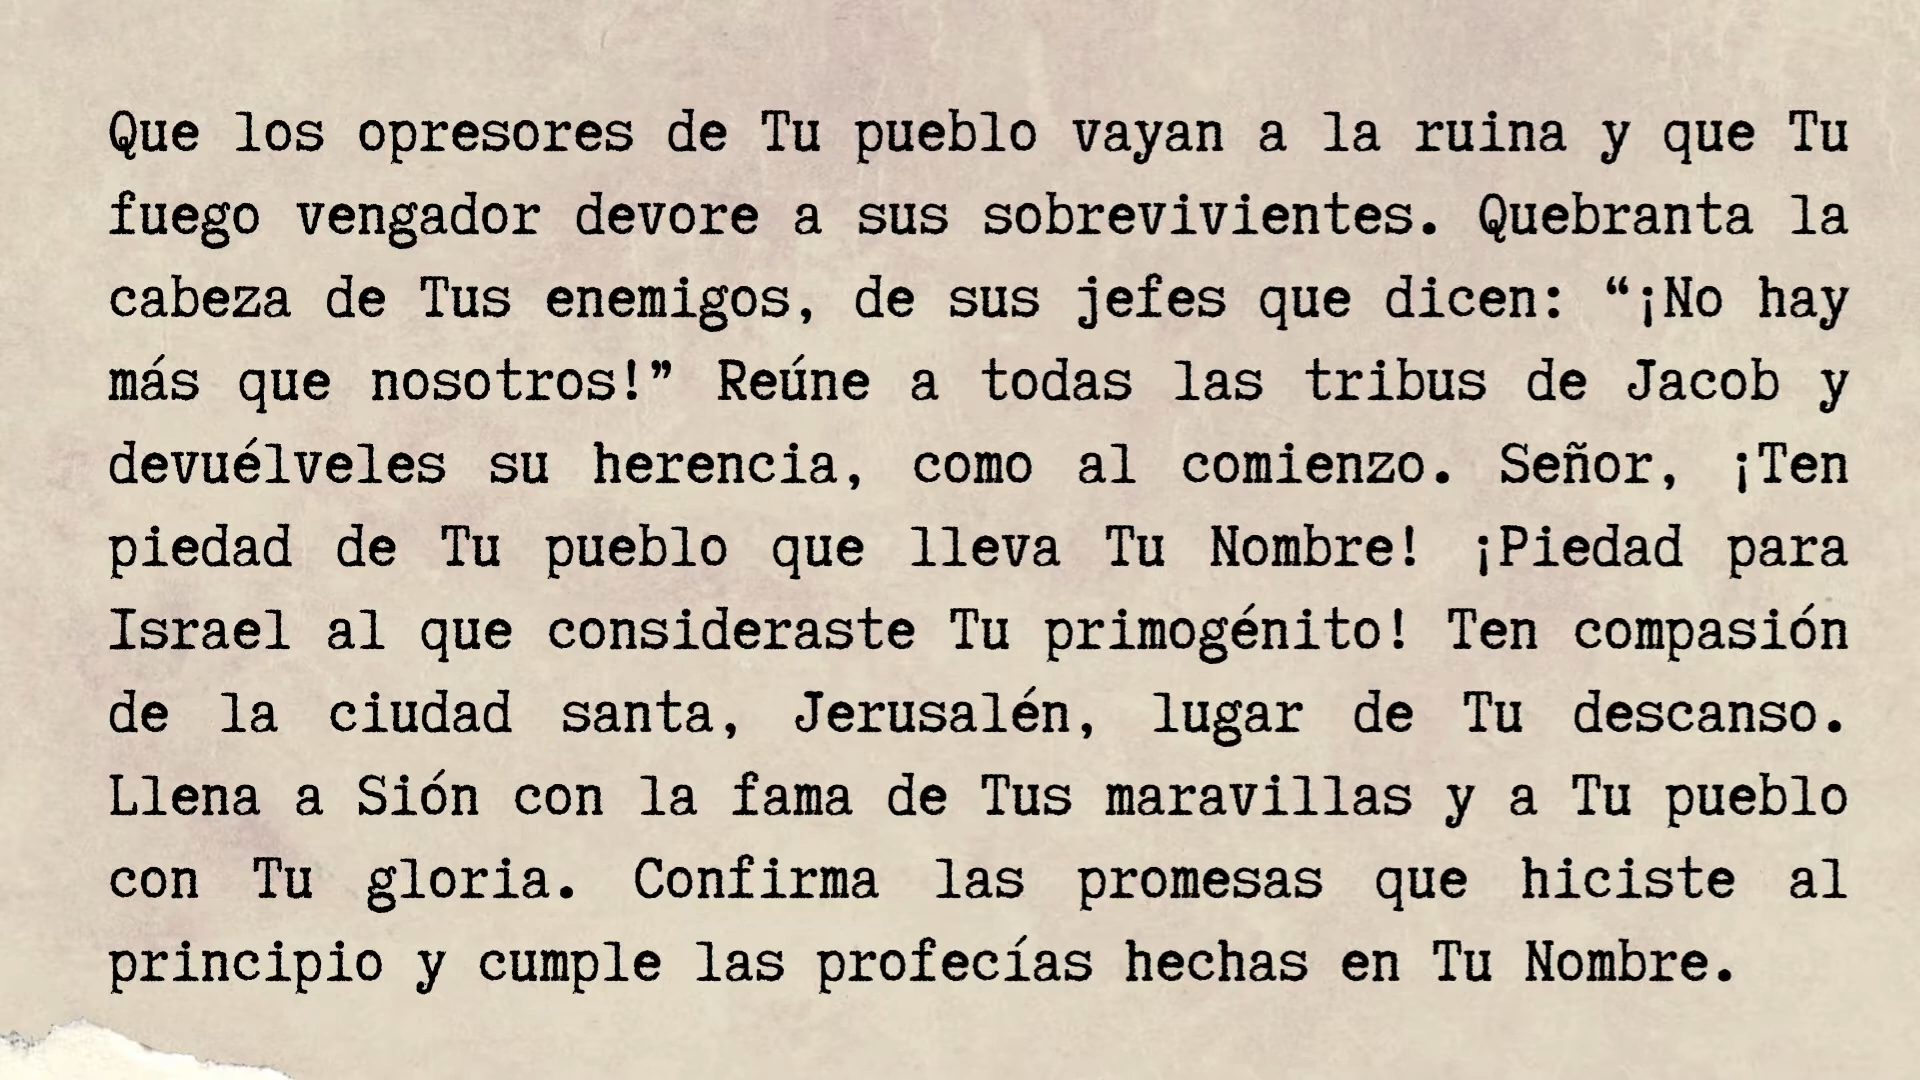 Que los opresores de Tu pueblo vayan a la ruina y que Tu
fuego vengador devore a sus sobrevivientes. Quebranta la
cabeza de Tus enemigos, de sus jefes que dicen: “¡No hay
más que nosotros!” Reúne a todas las tribus de Jacob y
devuélveles su herencia, como al comienzo. Señor, ¡Ten
piedad de Tu pueblo que lleva Tu Nombre! ¡Piedad para
Israel al que consideraste Tu primogénito! Ten compasión
de la ciudad santa, Jerusalén, lugar de Tu descanso.
Llena a Sión con la fama de Tus maravillas y a Tu pueblo
con Tu gloria. Confirma las promesas que hiciste al
principio y cumple las profecías hechas en Tu Nombre.